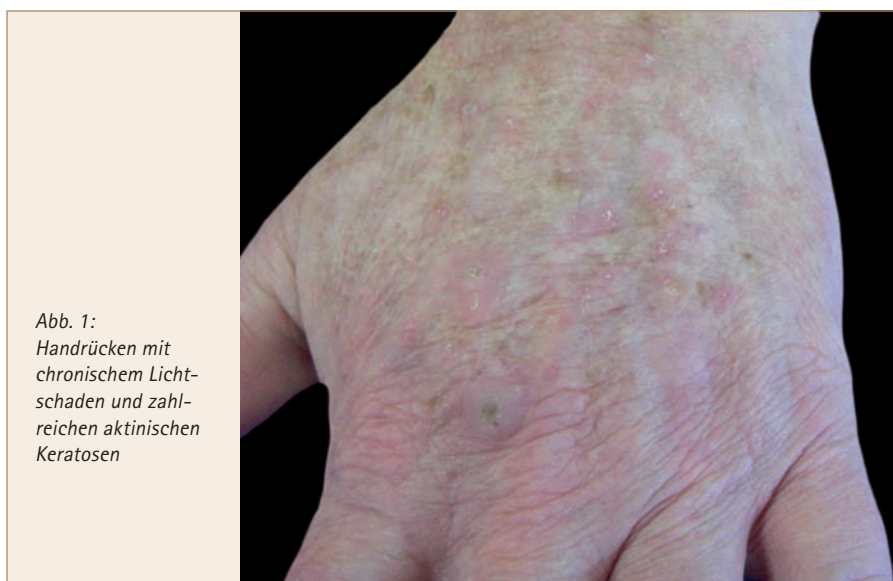 Abb. 1:
Handrücken mit
chronischem Licht-
schaden und zahl-
reichen aktinischen
Keratosen